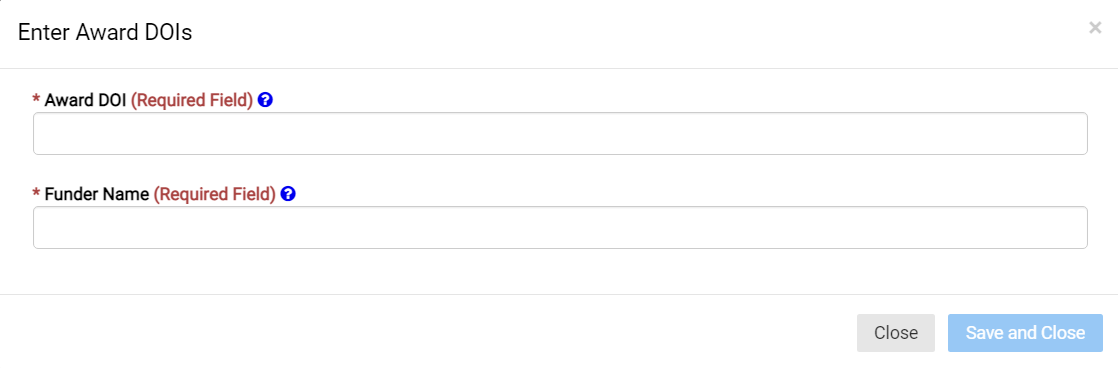 Enter Award DOIs
×
* Award DOI (Required Field) ?
* Funder Name (Required Field) ?
Close Save and Close